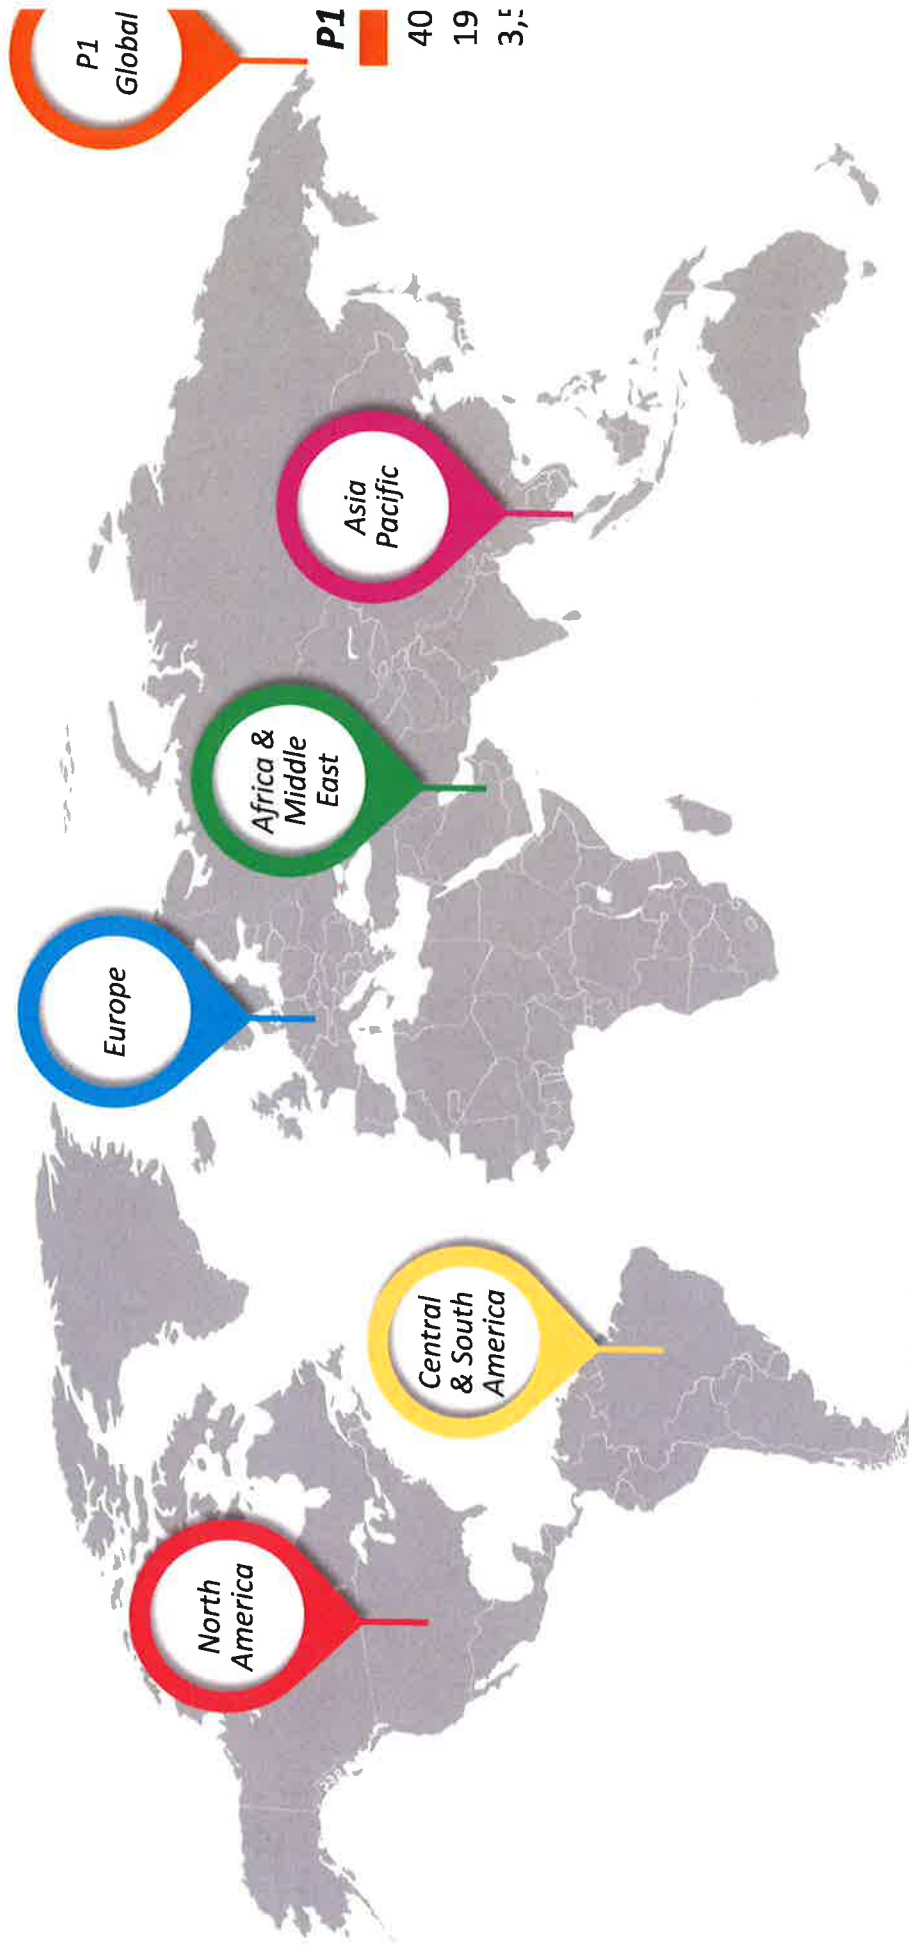 North
America
Central
& South
America
Europe
Africa &
Middle
East
Asia
Pacific
P1
Global
P1
40
19